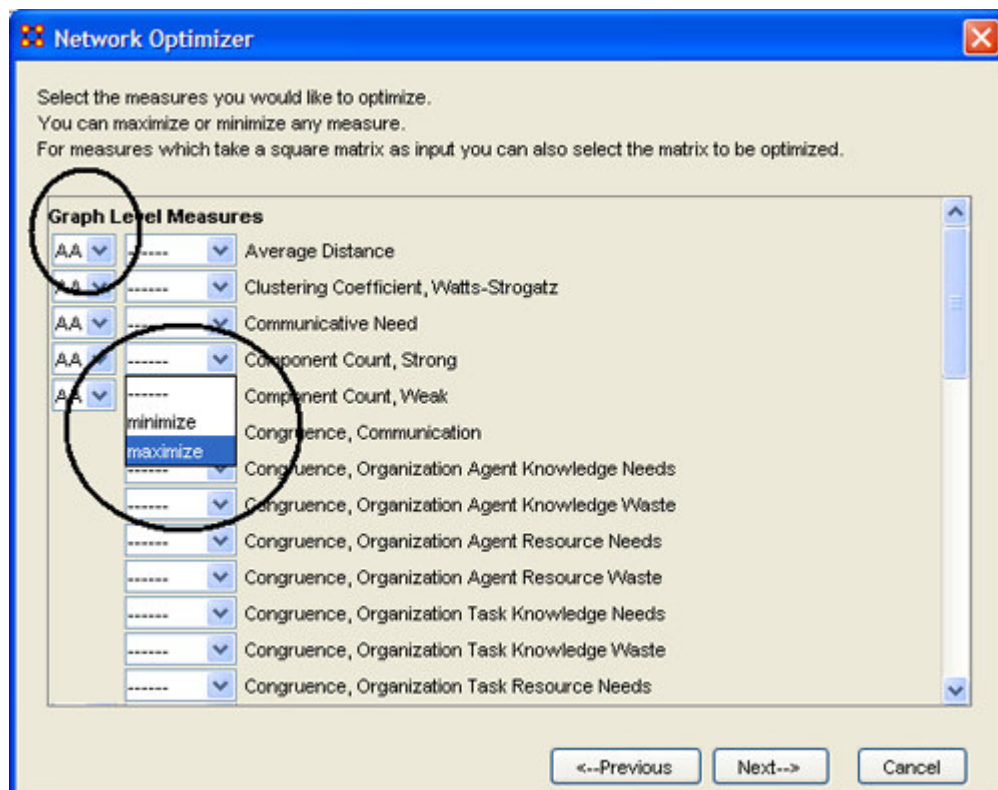 Network Optimizer
Select the measures you would like to optimize.
You can maximize or minimize any measure.
For measures which take a square matrix as input you can also select the matrix to be optimized.
Graph Level Measures
AA ------ Average Distance
AA ------ Clustering Coefficient, Watts-Strogatz
AA ------ Communicative Need
AA ------ Component Count, Strong
AA ------ Component Count, Weak
minimize Congruence, Communication
maximize
------ Congruence, Organization Agent Knowledge Needs
------ Congruence, Organization Agent Knowledge Waste
------ Congruence, Organization Agent Resource Needs
------ Congruence, Organization Agent Resource Waste
------ Congruence, Organization Task Knowledge Needs
------ Congruence, Organization Task Knowledge Waste
------ Congruence, Organization Task Resource Needs
<--Previous Next--> Cancel